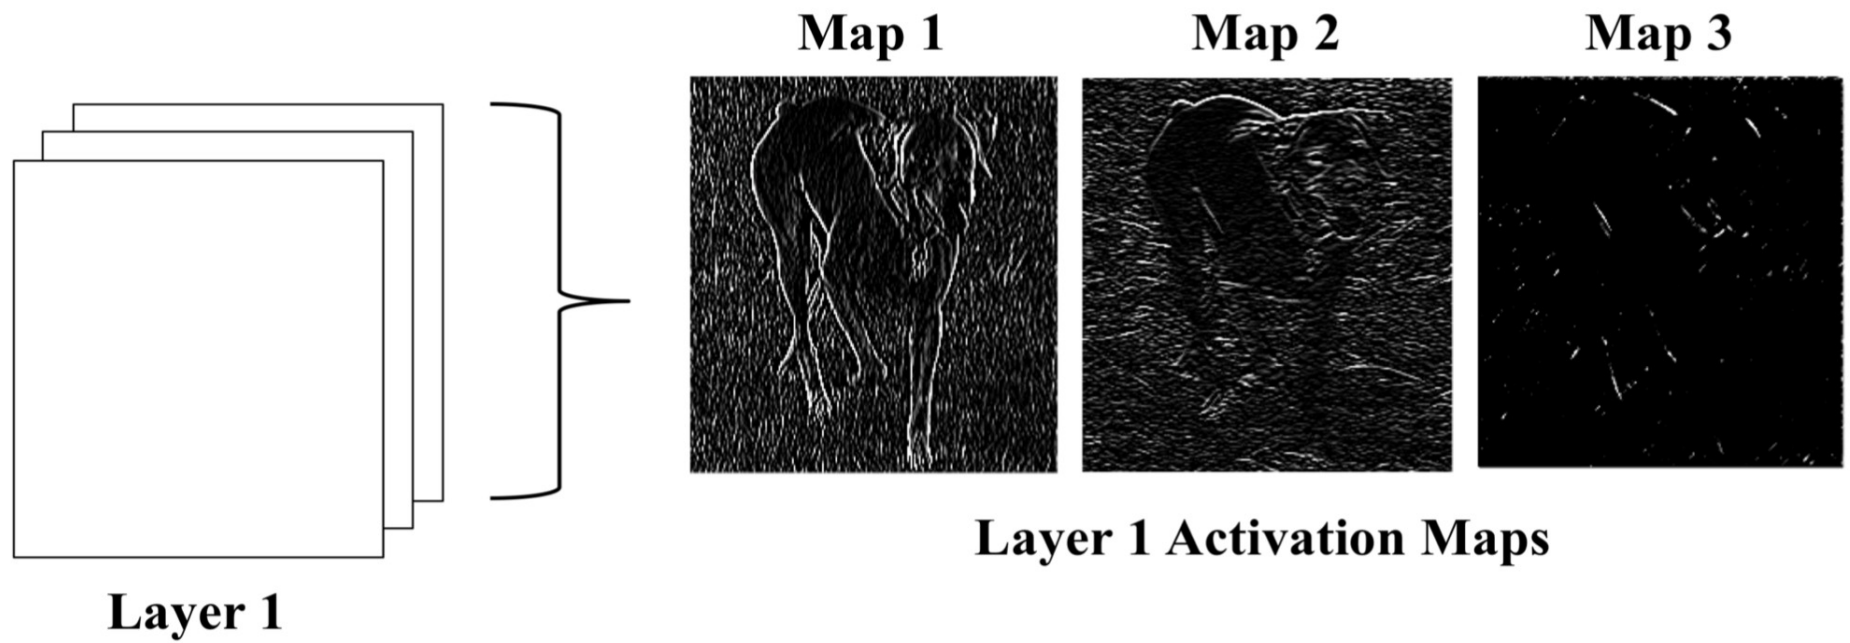 Map 1
Map 2
Map 3
Layer 1 Activation Maps
Layer 1